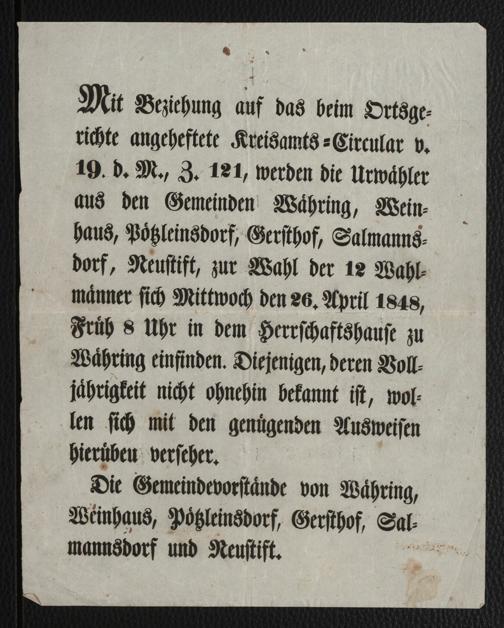 Mit Beziehung auf das beim Ortsge-
richte angeheftete Kreisamts-Circular v.
19. d. M., Z. 121, werden die Urwähler
aus den Gemeinden Währing, Wein-
haus, Pötzleinsdorf, Gersthof, Salmanns-
dorf, Neustift, zur Wahl der 12 Wahl-
männer sich Mittwoch den 26. April 1848,
Früh 8 Uhr in dem Herrschaftshause zu
Währing einfinden. Diejenigen, deren Voll-
jährigkeit nicht ohnehin bekannt ist, wol-
len sich mit den genügenden Ausweisen
hierübeu verseher.
Die Gemeindevorstände von Währing,
Weinhaus, Pötzleinsdorf, Gersthof, Sal-
mannsdorf und Neustift.